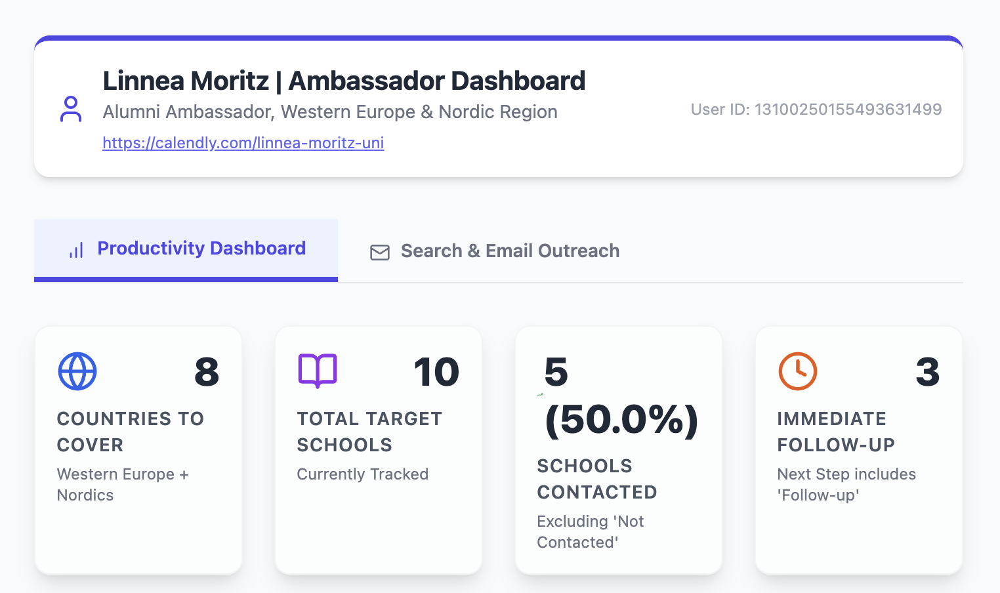 Linnea Moritz | Ambassador Dashboard
Alumni Ambassador, Western Europe & Nordic Region
https://calendly.com/linnea-moritz-uni
User ID: 13100250155493631499
Productivity Dashboard
Search & Email Outreach
8
COUNTRIES TO
COVER
Western Europe +
Nordics
10
TOTAL TARGET
SCHOOLS
Currently Tracked
5
(50.0%)
SCHOOLS
CONTACTED
Excluding 'Not
Contacted'
3
IMMEDIATE
FOLLOW-UP
Next Step includes
'Follow-up'